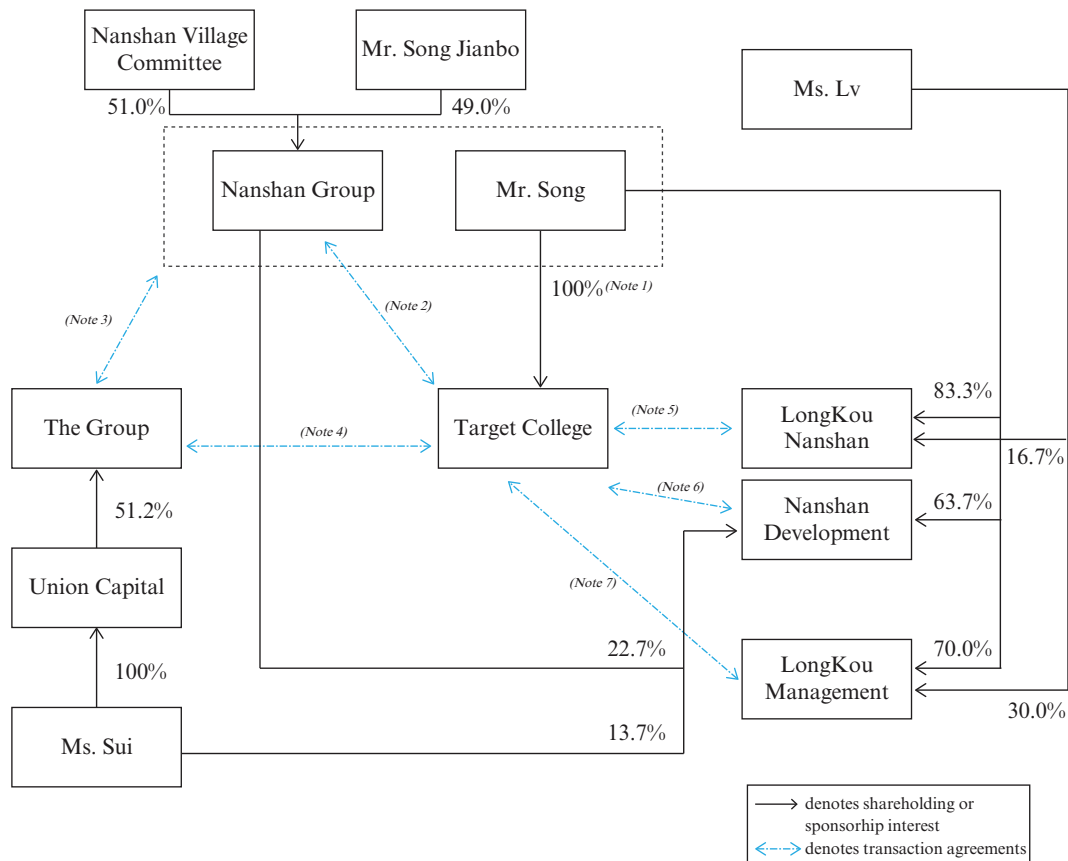 Nanshan Village
Committee
Mr. Song Jianbo
Ms. Lv
51.0%
49.0%
Nanshan Group
Mr. Song
100% (Note 1)
(Note 2)
(Note 3)
The Group
(Note 4)
Target College
(Note 5)
LongKou
Nanshan
83.3%
16.7%
(Note 6)
Nanshan
Development
63.7%
51.2%
Union Capital
(Note 7)
22.7%
LongKou
Management
70.0%
30.0%
100%
Ms. Sui
13.7%
denotes shareholding or
sponsorhip interest
denotes transaction agreements